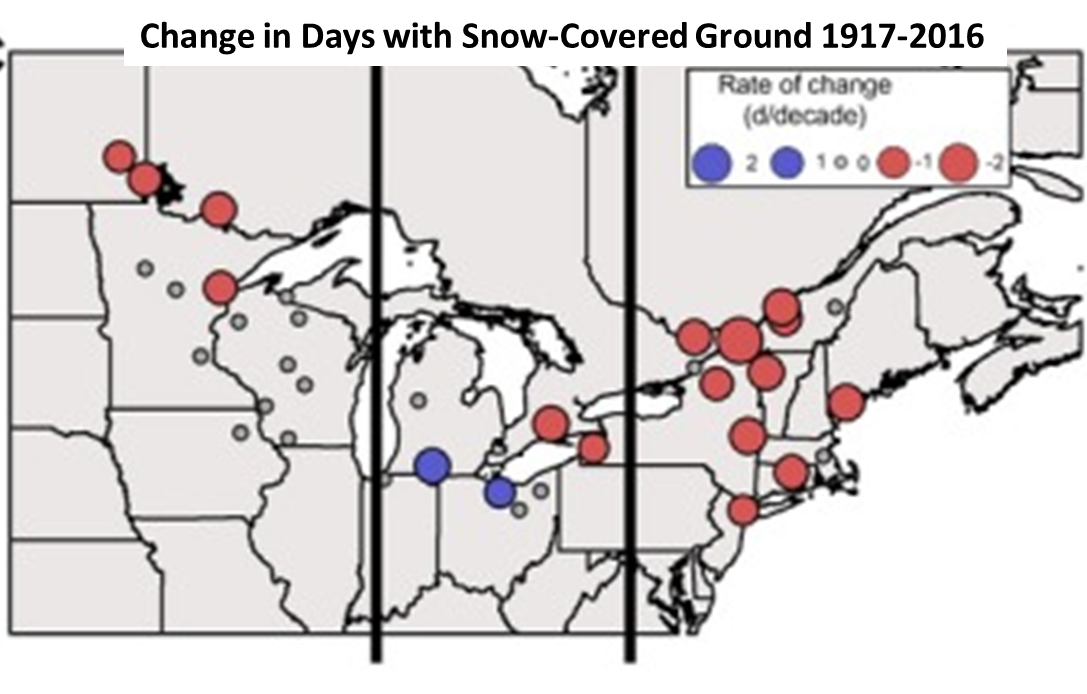 Change in Days with Snow-Covered Ground 1917-2016
Rate of change
(d/decade)
2 1 0 -1 -2